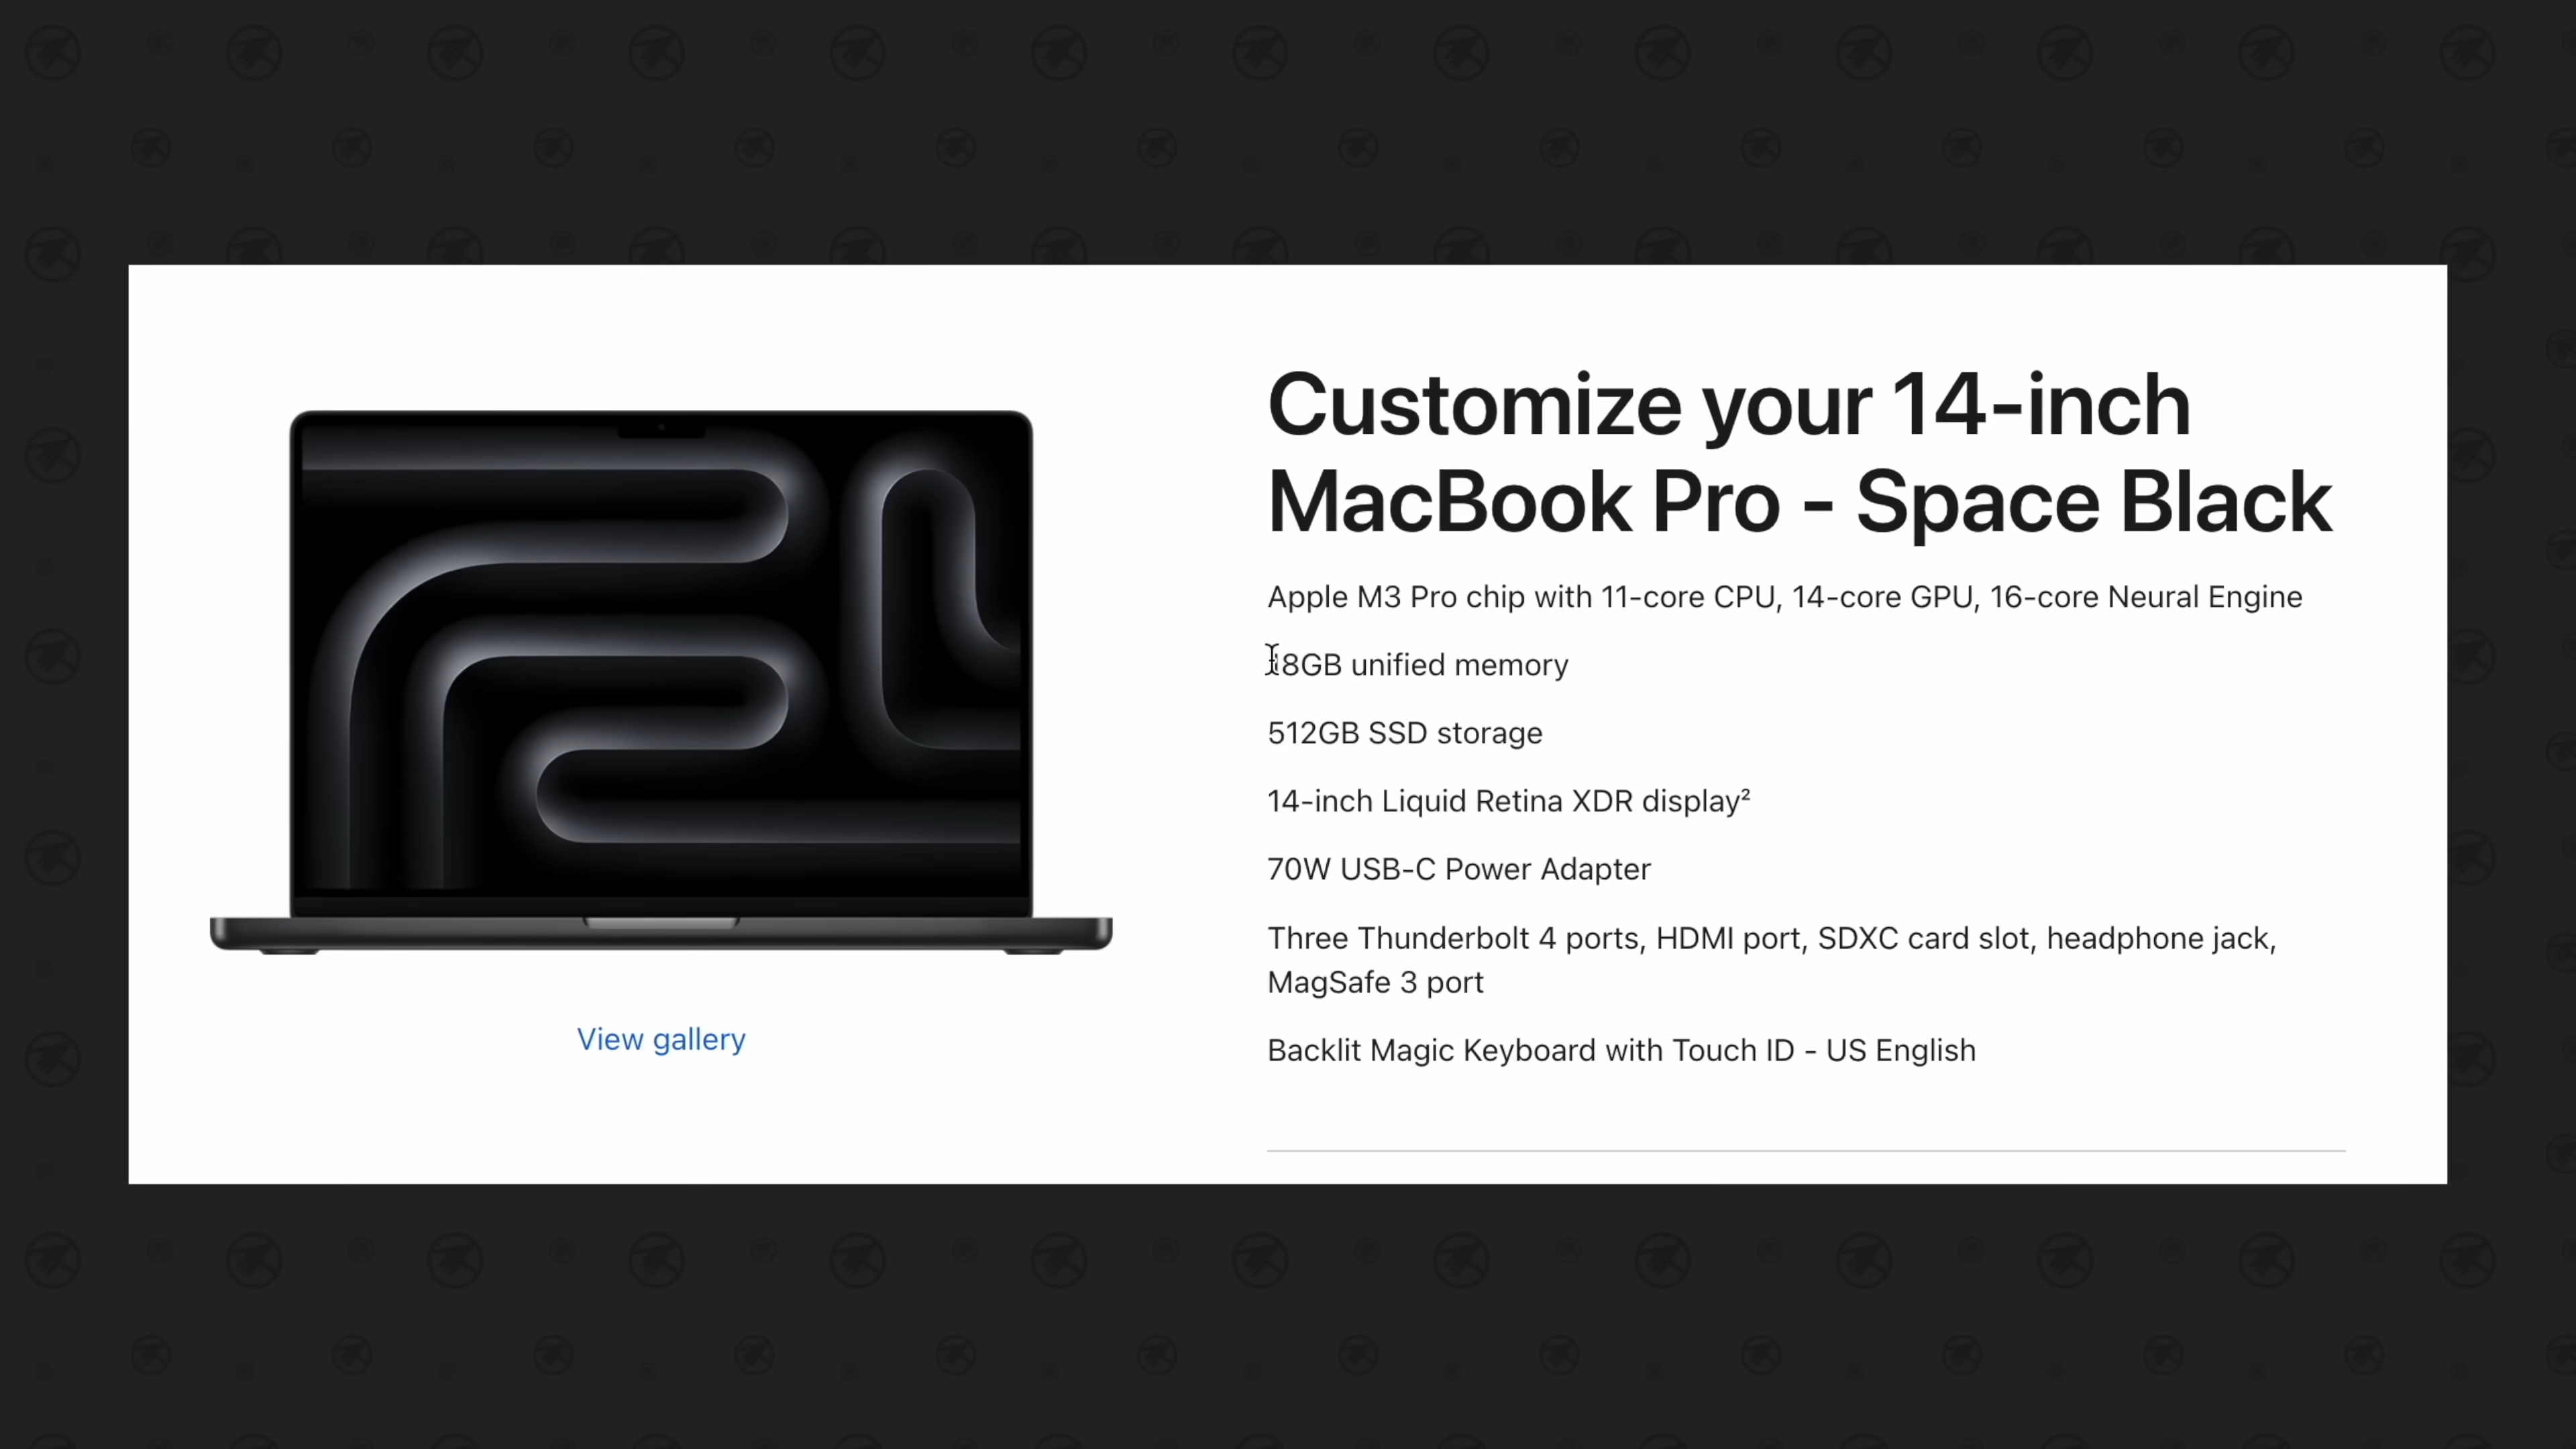 Customize your 14-inch
MacBook Pro - Space Black
Apple M3 Pro chip with 11-core CPU, 14-core GPU, 16-core Neural Engine
18GB unified memory
512GB SSD storage
14-inch Liquid Retina XDR display²
70W USB-C Power Adapter
Three Thunderbolt 4 ports, HDMI port, SDXC card slot, headphone jack,
MagSafe 3 port
Backlit Magic Keyboard with Touch ID - US English
View gallery